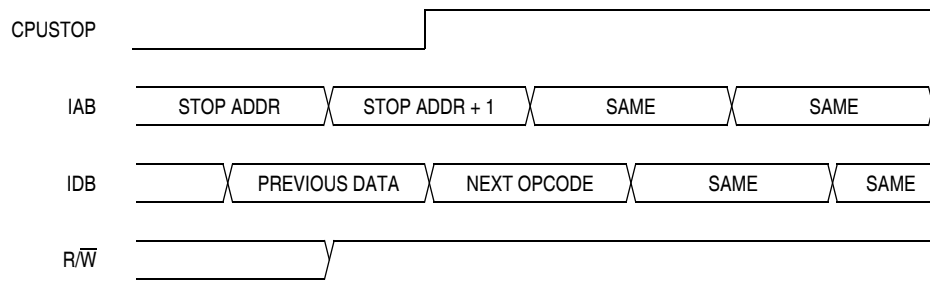 CPUSTOP
IAB STOP ADDR STOP ADDR + 1 SAME SAME
IDB PREVIOUS DATA NEXT OPCODE SAME SAME
R/W̅